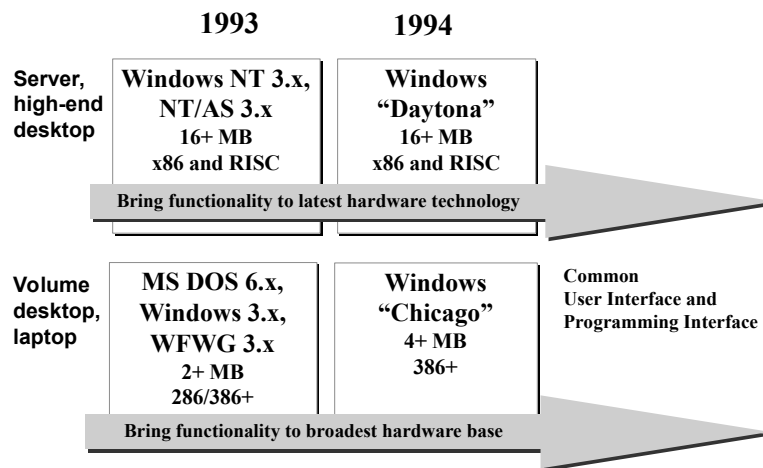 1993
1994
Server,
high-end
desktop
Windows NT 3.x,
NT/AS 3.x
16+ MB
x86 and RISC
Windows
“Daytona”
16+ MB
x86 and RISC
Bring functionality to latest hardware technology
Volume
desktop,
laptop
MS DOS 6.x,
Windows 3.x,
WFWG 3.x
2+ MB
286/386+
Windows
“Chicago”
4+ MB
386+
Common
User Interface and
Programming Interface
Bring functionality to broadest hardware base